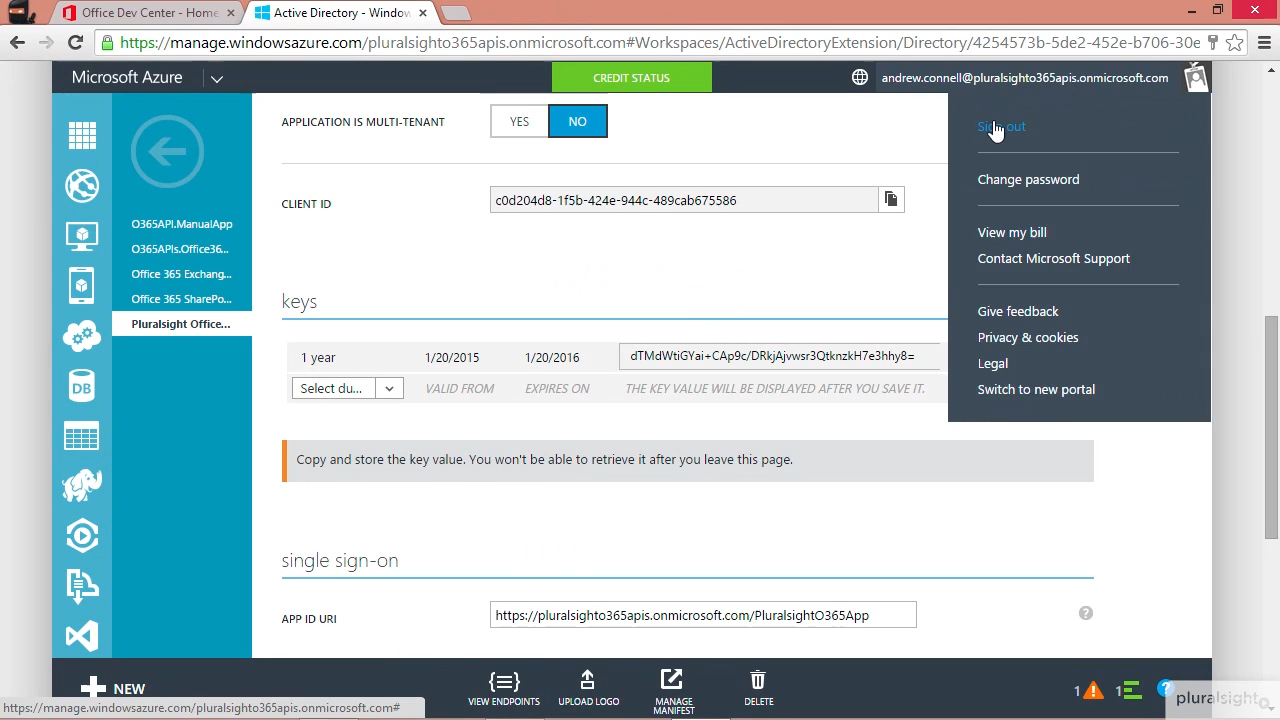 Office Dev Center - Home
Active Directory - Window
https://manage.windowsazure.com/pluralsighto365apis.onmicrosoft.com#Workspaces/ActiveDirectoryExtension/Directory/4254573b-5de2-452e-b706-30e
Microsoft Azure
CREDIT STATUS
andrew.connell@pluralsighto365apis.onmicrosoft.com
APPLICATION IS MULTI-TENANT
YES
NO
Sign out
Change password
CLIENT ID
c0d204d8-1f5b-424e-944c-489cab675586
View my bill
Contact Microsoft Support
O365API.ManualApp
O365APIs.Office36...
Office 365 Exchang...
Office 365 SharePo...
Pluralsight Office...
keys
Give feedback
Privacy & cookies
Legal
Switch to new portal
1 year
1/20/2015
1/20/2016
dTMdWtiGYai+CAp9c/DRkjAjvwsr3QtknzkH7e3hhy8=
Select du...
VALID FROM
EXPIRES ON
THE KEY VALUE WILL BE DISPLAYED AFTER YOU SAVE IT.
Copy and store the key value. You won't be able to retrieve it after you leave this page.
single sign-on
APP ID URI
https://pluralsighto365apis.onmicrosoft.com/PluralsightO365App
?
DB
NEW
VIEW ENDPOINTS
UPLOAD LOGO
MANAGE
MANIFEST
DELETE
1
1
?
pluralsight
https://manage.windowsazure.com/pluralsighto365apis.onmicrosoft.com#